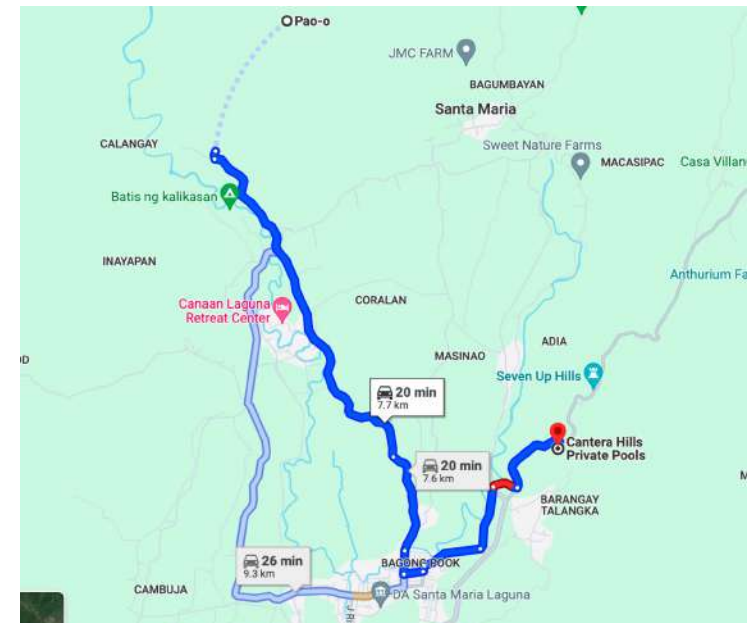 Pao-o
JMC FARM
BAGUMBAYAN
Santa Maria
CALANGAY
Sweet Nature Farms
MACASIPAC
Casa Villan
Batis ng kalikasan
INAYAPAN
Anthurium Fa
Canaan Laguna
Retreat Center
CORALAN
ADIA
MASINAO
OD
Seven Up Hills
20 min
7.7 km
Cantera Hills
Private Pools
20 min
7.6 km
M
BARANGAY
TALANGKA
26 min
9.3 km
BAGONG POOK
CAMBUJA
DA Santa Maria Laguna